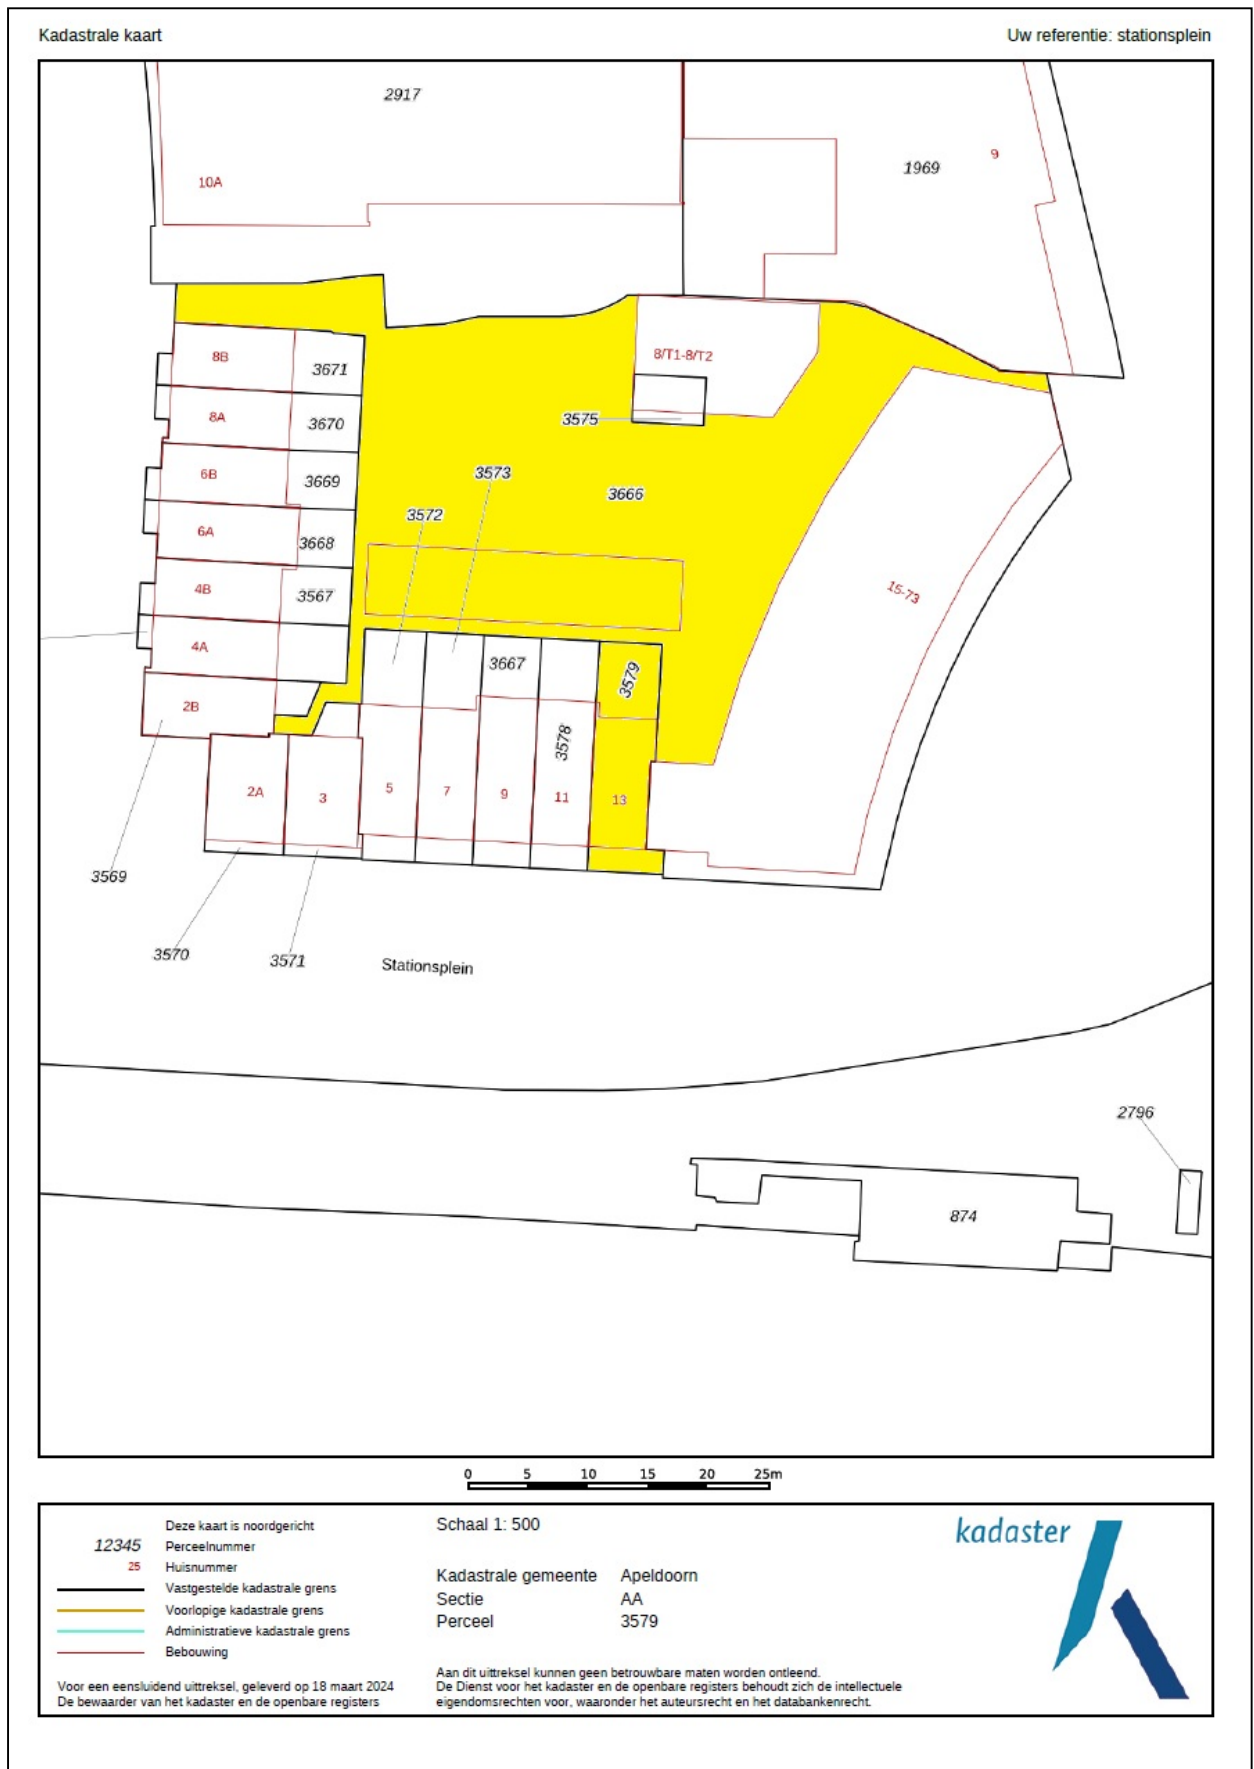 Kadastrale kaart
Uw referentie: stationsplein
2917
10A
1969
9
8B
3671
8/T1-8/T2
8A
3670
3575
6B
3669
3573
3666
3572
6A
3668
4B
3567
15-73
4A
3667
3579
2B
3578
2A
3
5
7
9
11
13
3569
3570
3571
Stationsplein
2796
874
0 5 10 15 20 25m
Deze kaart is noordgericht
12345 Perceelnummer
25 Huisnummer
Vastgestelde kadastrale grens
Voorlopige kadastrale grens
Administratieve kadastrale grens
Bebouwing
Voor een eensluidend uittreksel, geleverd op 18 maart 2024
De bewaarder van het kadaster en de openbare registers
Schaal 1: 500
Kadastrale gemeente Apeldoorn
Sectie AA
Perceel 3579
Aan dit uittreksel kunnen geen betrouwbare maten worden ontleend.
De Dienst voor het kadaster en de openbare registers behoudt zich de intellectuele
eigendomsrechten voor, waaronder het auteursrecht en het databankenrecht.
kadaster